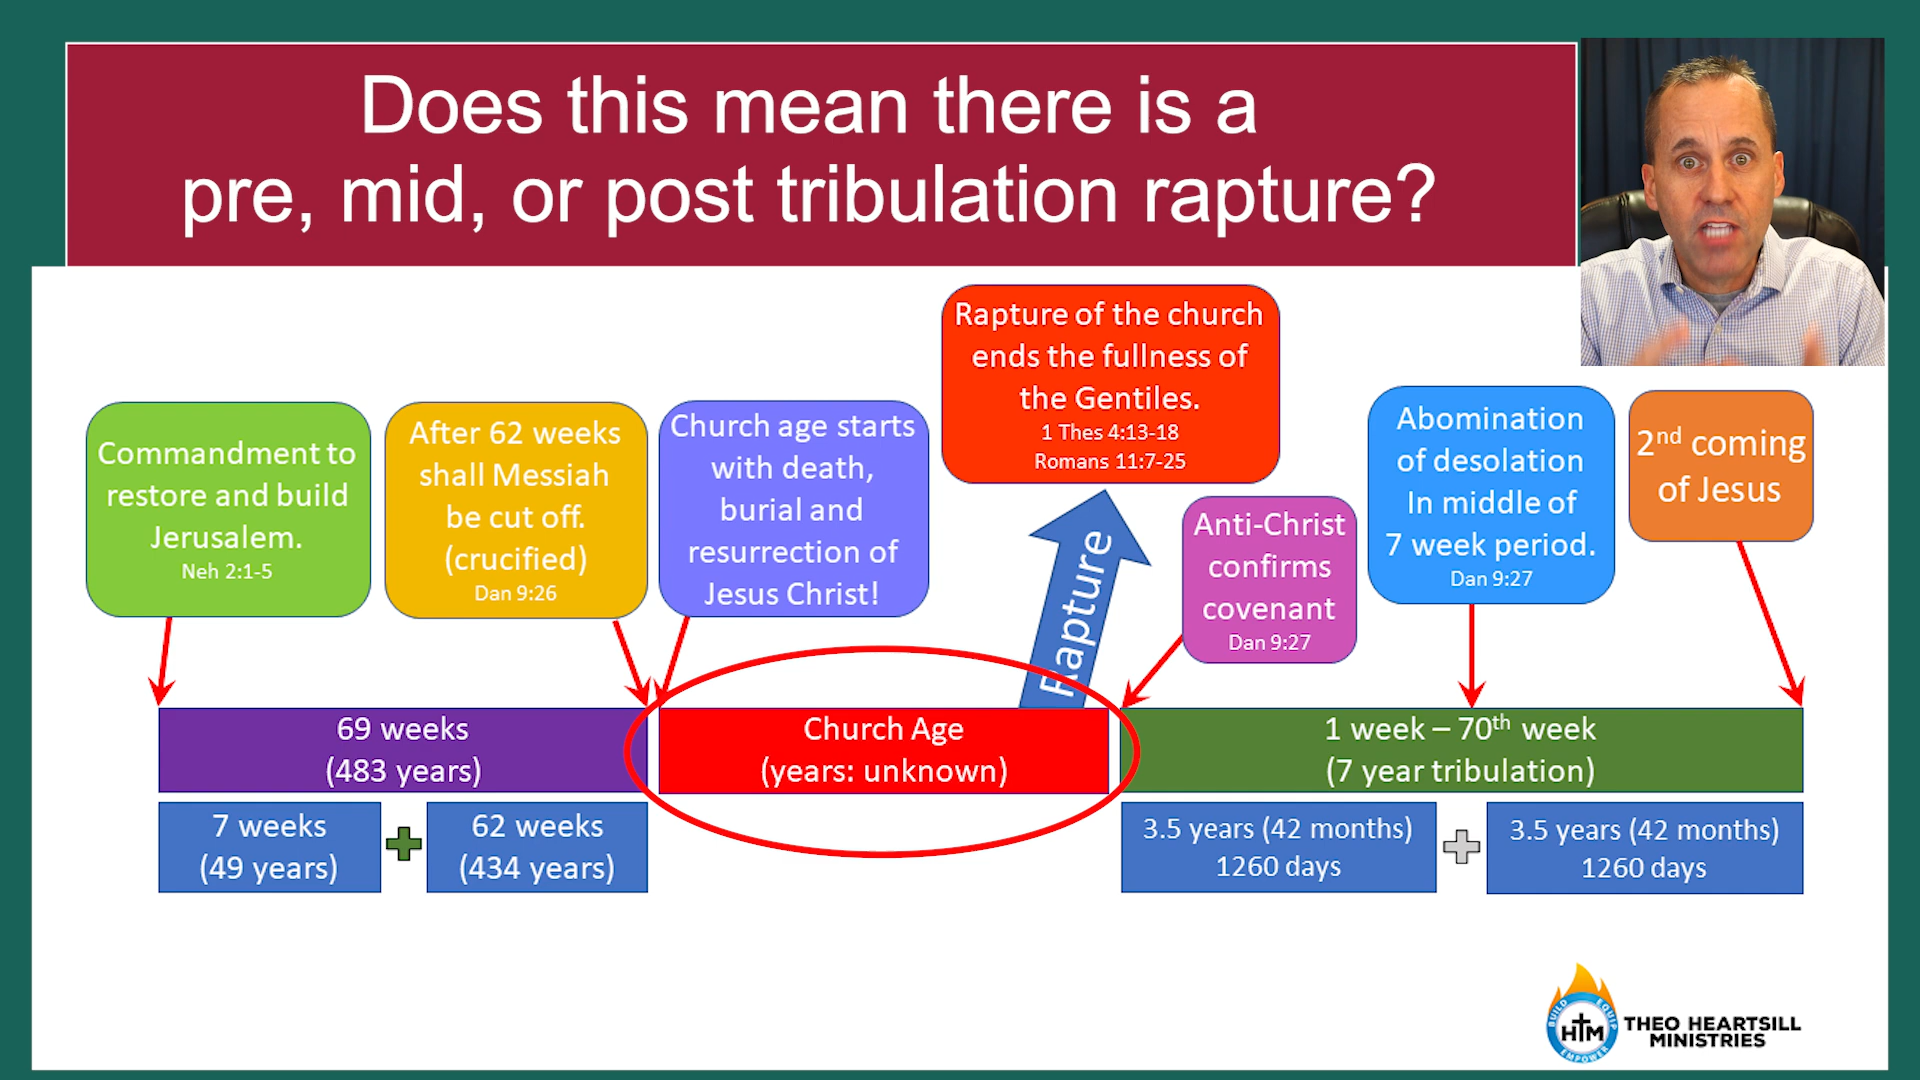 Does this mean there is a
pre, mid, or post tribulation rapture?
Commandment to
restore and build
Jerusalem.
Neh 2:1-5
After 62 weeks
shall Messiah
be cut off.
(crucified)
Dan 9:26
Church age starts
with death,
burial and
resurrection of
Jesus Christ!
Rapture of the church
ends the fullness of
the Gentiles.
1 Thes 4:13-18
Romans 11:7-25
Rapture
Anti-Christ
confirms
covenant
Dan 9:27
Abomination
of desolation
In middle of
7 week period.
Dan 9:27
2nd coming
of Jesus
69 weeks
(483 years)
Church Age
(years: unknown)
1 week – 70th week
(7 year tribulation)
7 weeks
(49 years)
62 weeks
(434 years)
3.5 years (42 months)
1260 days
3.5 years (42 months)
1260 days
BUILD
EQUIP
HTM
EMPOWER
THEO HEARTSILL
MINISTRIES